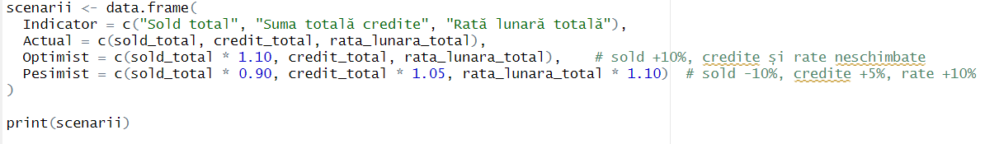 scenarii <- data.frame(
  Indicator = c("Sold total", "Suma totală credite", "Rată lunară totală"),
  Actual = c(sold_total, credit_total, rata_lunara_total),
  Optimist = c(sold_total * 1.10, credit_total, rata_lunara_total),    # sold +10%, credite și rate neschimbate
  Pesimist = c(sold_total * 0.90, credit_total * 1.05, rata_lunara_total * 1.10)  # sold -10%, credite +5%, rate +10%
)
print(scenarii)